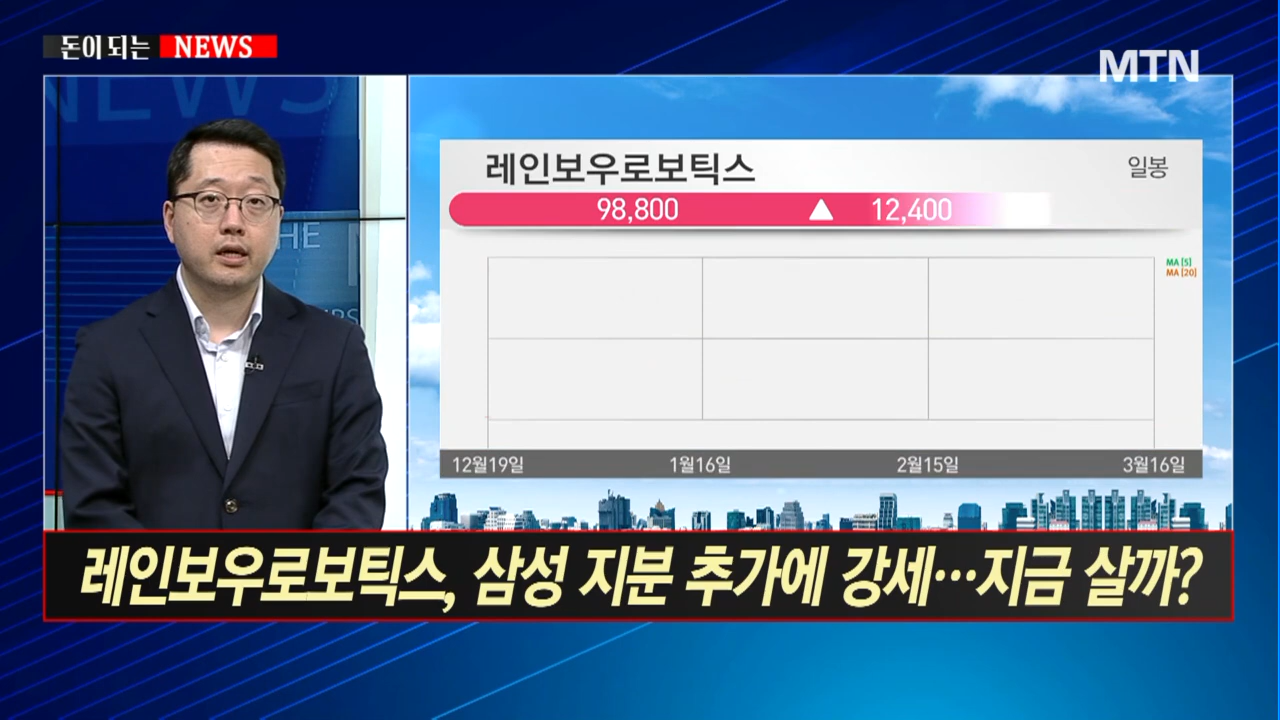 돈이 되는 NEWS
MTN
NEWS
THE
레인보우로보틱스
일봉
98,800 ▲ 12,400
MA [5]
MA [20]
12월19일 1월16일 2월15일 3월16일
레인보우로보틱스, 삼성 지분 추가에 강세…지금 살까?